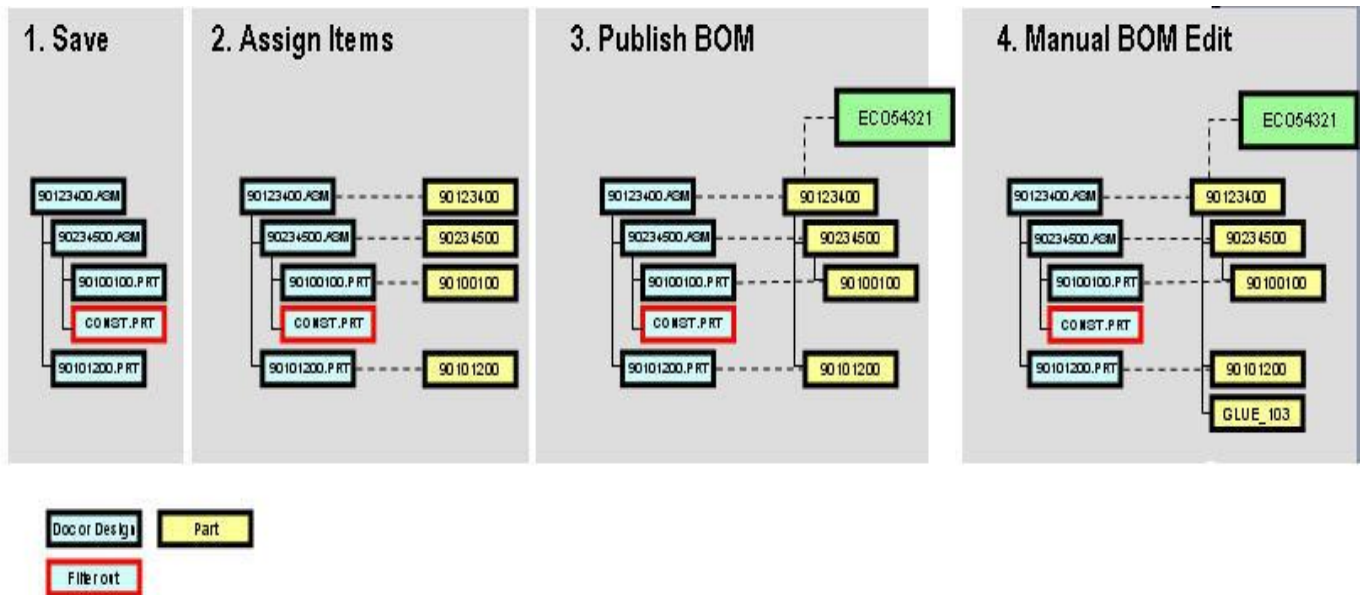 1. Save
2. Assign Items
3. Publish BOM
4. Manual BOM Edit
ECO54321
ECO54321
90123400.ASM
90123400.ASM
90123400
90123400.ASM
90123400
90123400.ASM
90123400
90234500.ASM
90234500.ASM
90234500
90234500.ASM
90234500
90234500.ASM
90234500
90100100.PRT
90100100.PRT
90100100
90100100.PRT
90100100
90100100.PRT
90100100
CONST.PRT
CONST.PRT
CONST.PRT
CONST.PRT
90101200.PRT
90101200.PRT
90101200
90101200.PRT
90101200
90101200.PRT
90101200
GLUE_103
Doc or Design
Part
Filter out